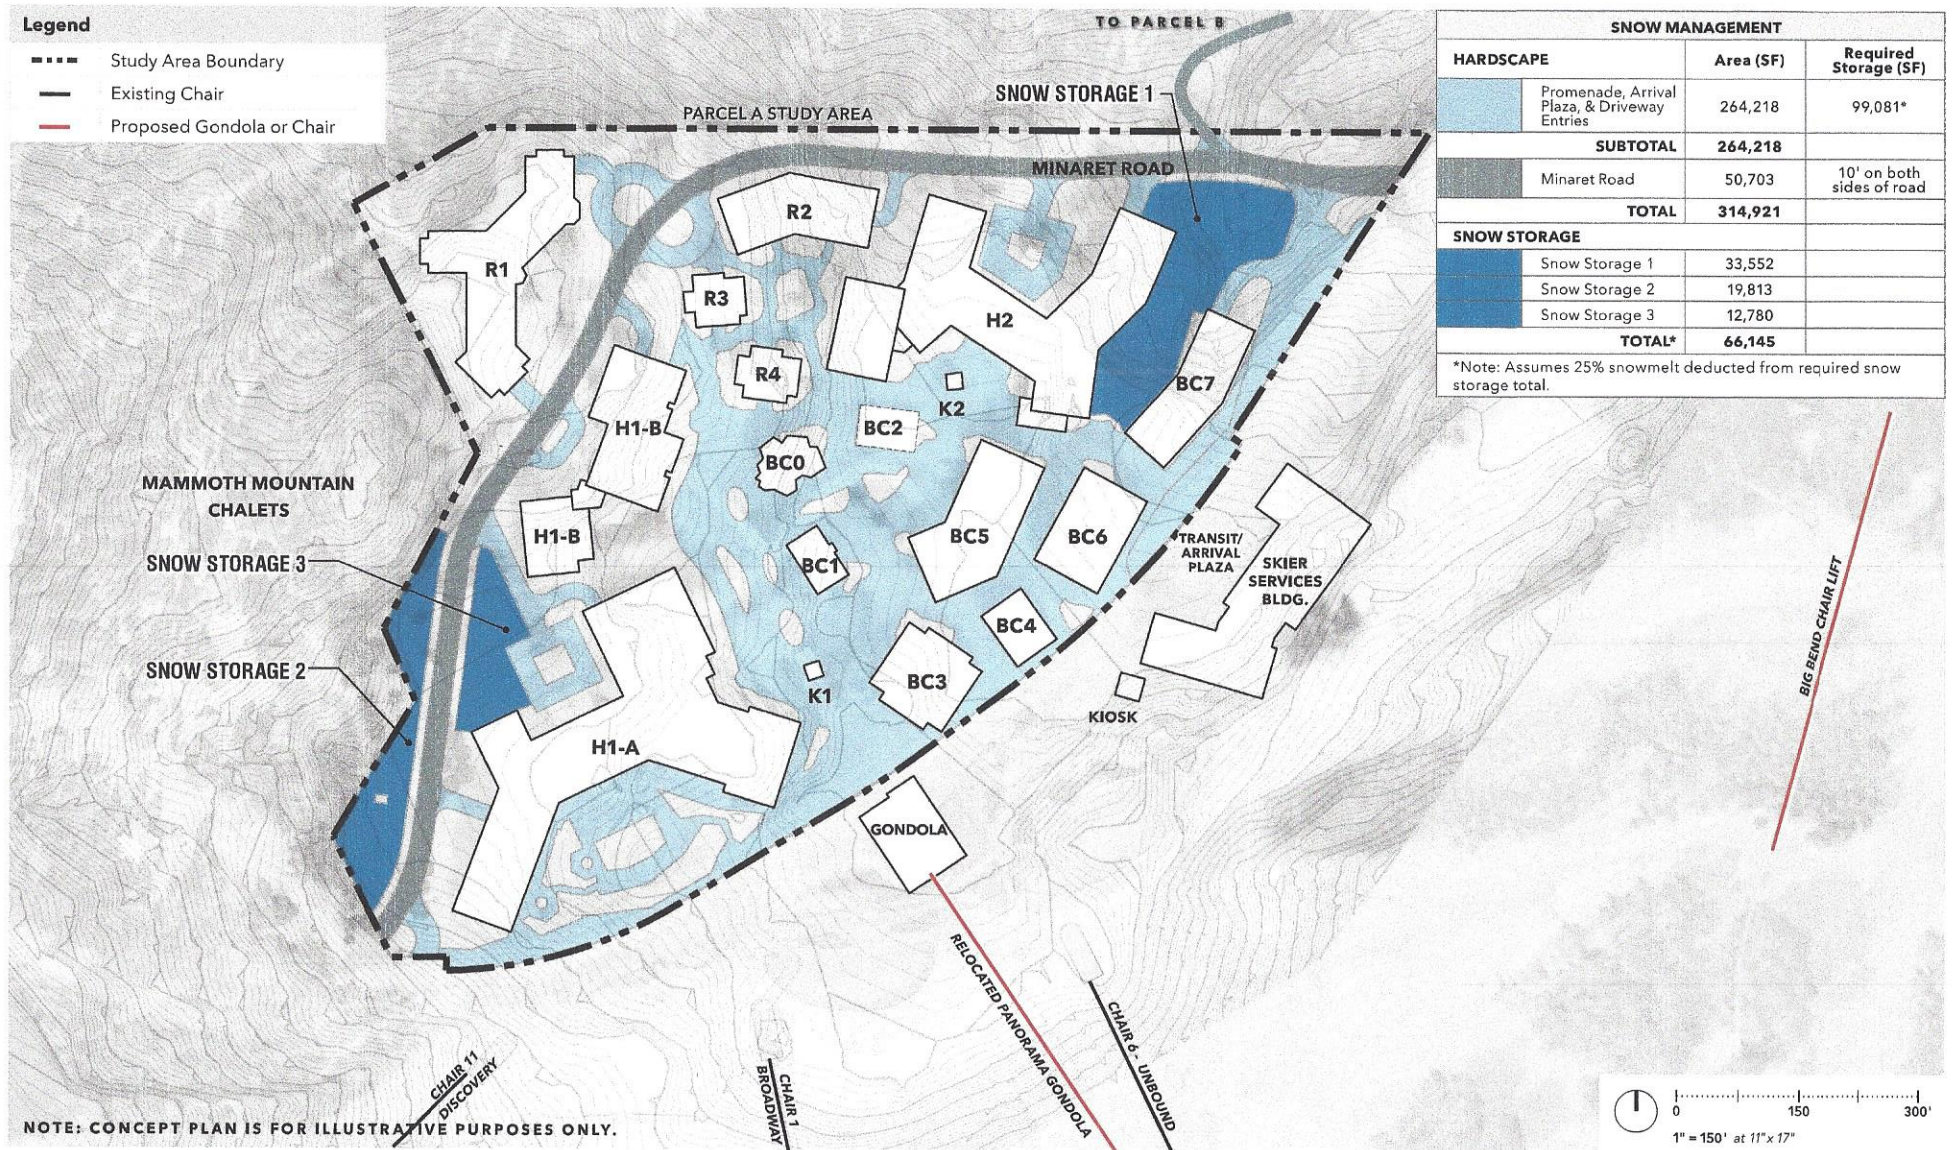 Legend
Study Area Boundary
Existing Chair
Proposed Gondola or Chair
TO PARCEL B
SNOW STORAGE 1
PARCEL A STUDY AREA
MINARET ROAD
R1
R2
R3
R4
H2
H1-B
H1-B
H1-A
K2
K1
BC0
BC1
BC2
BC3
BC4
BC5
BC6
BC7
MAMMOTH MOUNTAIN
CHALETS
SNOW STORAGE 3
SNOW STORAGE 2
TRANSIT/
ARRIVAL
PLAZA
SKIER
SERVICES
BLDG.
KIOSK
GONDOLA
BIG BEND CHAIR LIFT
RELOCATED PANORAMA GONDOLA
CHAIR 6 - UNBOUND
CHAIR 1
BROADWAY
CHAIR 11
DISCOVERY
SNOW MANAGEMENT
HARDSCAPE Area (SF) Required
Storage (SF)
Promenade, Arrival
Plaza, & Driveway
Entries 264,218 99,081*
SUBTOTAL 264,218
Minaret Road 50,703 10' on both
sides of road
TOTAL 314,921
SNOW STORAGE
Snow Storage 1 33,552
Snow Storage 2 19,813
Snow Storage 3 12,780
TOTAL* 66,145
*Note: Assumes 25% snowmelt deducted from required snow
storage total.
NOTE: CONCEPT PLAN IS FOR ILLUSTRATIVE PURPOSES ONLY.
0 150 300'
1" = 150' at 11" x 17"